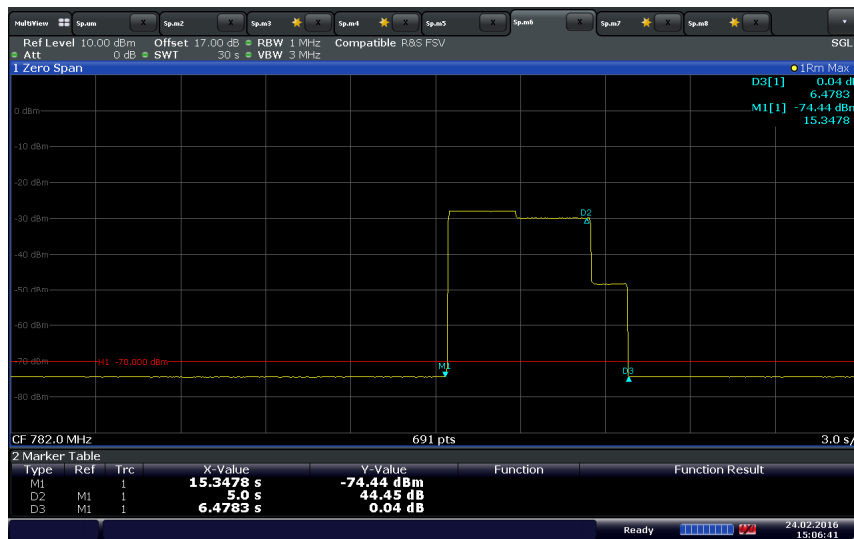 MultiView Sp.um X Sp.m2 X Sp.m3 X Sp.m4 X Sp.m5 X Sp.m6 X Sp.m7 X Sp.m8 X
Ref Level 10.00 dBm Offset 17.00 dB RBW 1 MHz Compatible R&S FSV SGL
Att 0 dB SWT 30 s VBW 3 MHz
1 Zero Span 1Rm Max
D3[1] 0.04 dB
6.4783
M1[1] -74.44 dBm
15.3478
0 dBm
-10 dBm
-20 dBm
-30 dBm
D2
-40 dBm
-50 dBm
-60 dBm
-70 dBm
H1 -70.000 dBm
M1
D3
-80 dBm
CF 782.0 MHz 691 pts 3.0 s/
2 Marker Table
Type Ref Trc X-Value Y-Value Function Function Result
M1 1 15.3478 s -74.44 dBm
D2 M1 1 5.0 s 44.45 dB
D3 M1 1 6.4783 s 0.04 dB
Ready 24.02.2016
15:06:41